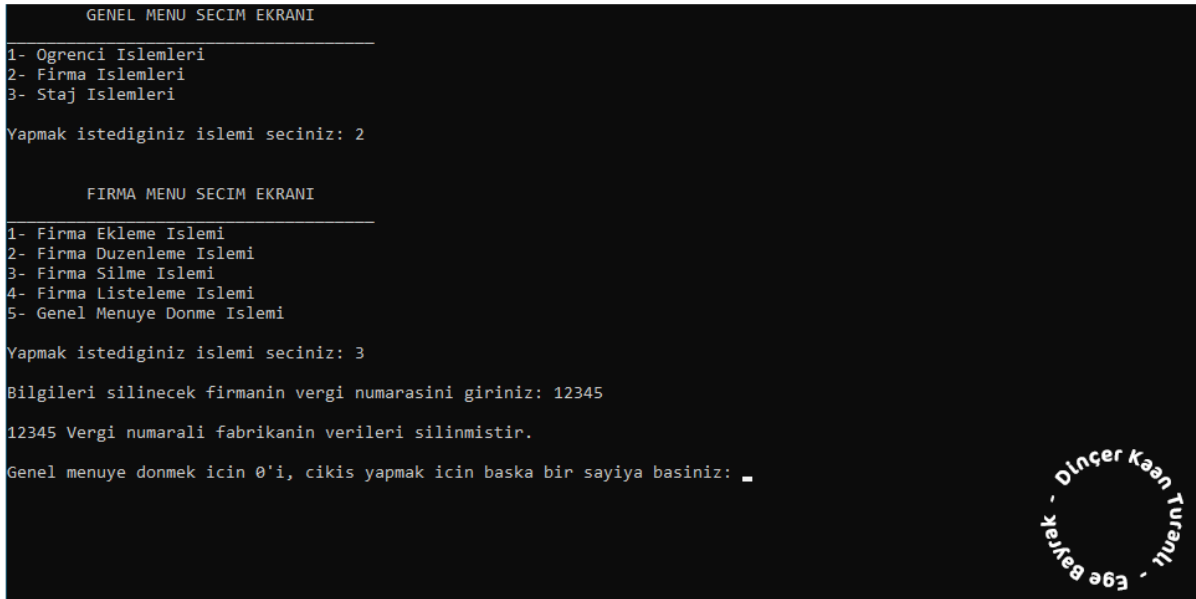 GENEL MENU SECIM EKRANI
_____________________________________
1- Ogrenci Islemleri
2- Firma Islemleri
3- Staj Islemleri
Yapmak istediginiz islemi seciniz: 2
FIRMA MENU SECIM EKRANI
_____________________________________
1- Firma Ekleme Islemi
2- Firma Duzenleme Islemi
3- Firma Silme Islemi
4- Firma Listeleme Islemi
5- Genel Menuye Donme Islemi
Yapmak istediginiz islemi seciniz: 3
Bilgileri silinecek firmanin vergi numarasini giriniz: 12345
12345 Vergi numarali fabrikanin verileri silinmistir.
Genel menuye donmek icin 0'i, cikis yapmak icin baska bir sayiya basiniz:
Dinçer Kaan Turanlı - Ege Bayrak -